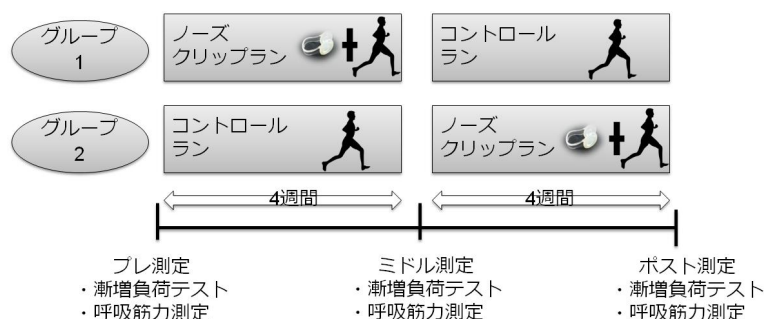 グループ
1
ノーズ
クリップラン
コントロール
ラン
グループ
2
コントロール
ラン
ノーズ
クリップラン
4週間
4週間
プレ測定
・漸増負荷テスト
・呼吸筋力測定
ミドル測定
・漸増負荷テスト
・呼吸筋力測定
ポスト測定
・漸増負荷テスト
・呼吸筋力測定